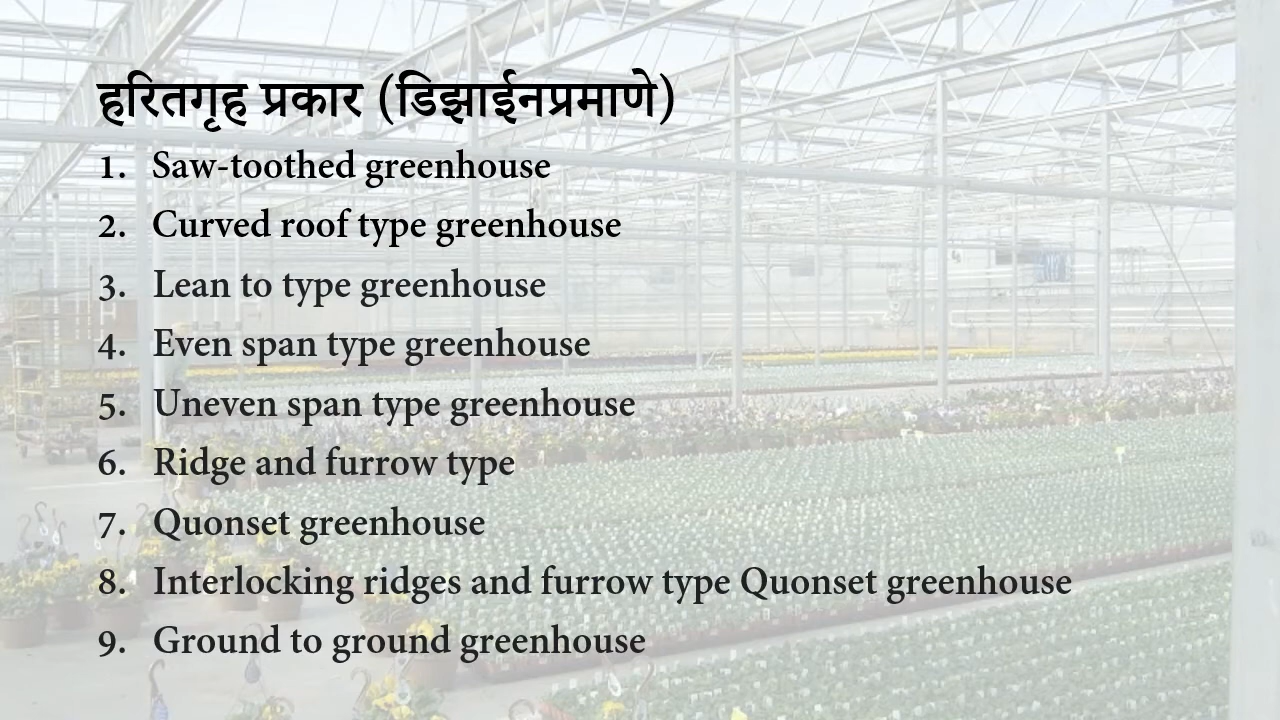 हरितगृह प्रकार (डिझाईनप्रमाणे)
1. Saw-toothed greenhouse
2. Curved roof type greenhouse
3. Lean to type greenhouse
4. Even span type greenhouse
5. Uneven span type greenhouse
6. Ridge and furrow type
7. Quonset greenhouse
8. Interlocking ridges and furrow type Quonset greenhouse
9. Ground to ground greenhouse